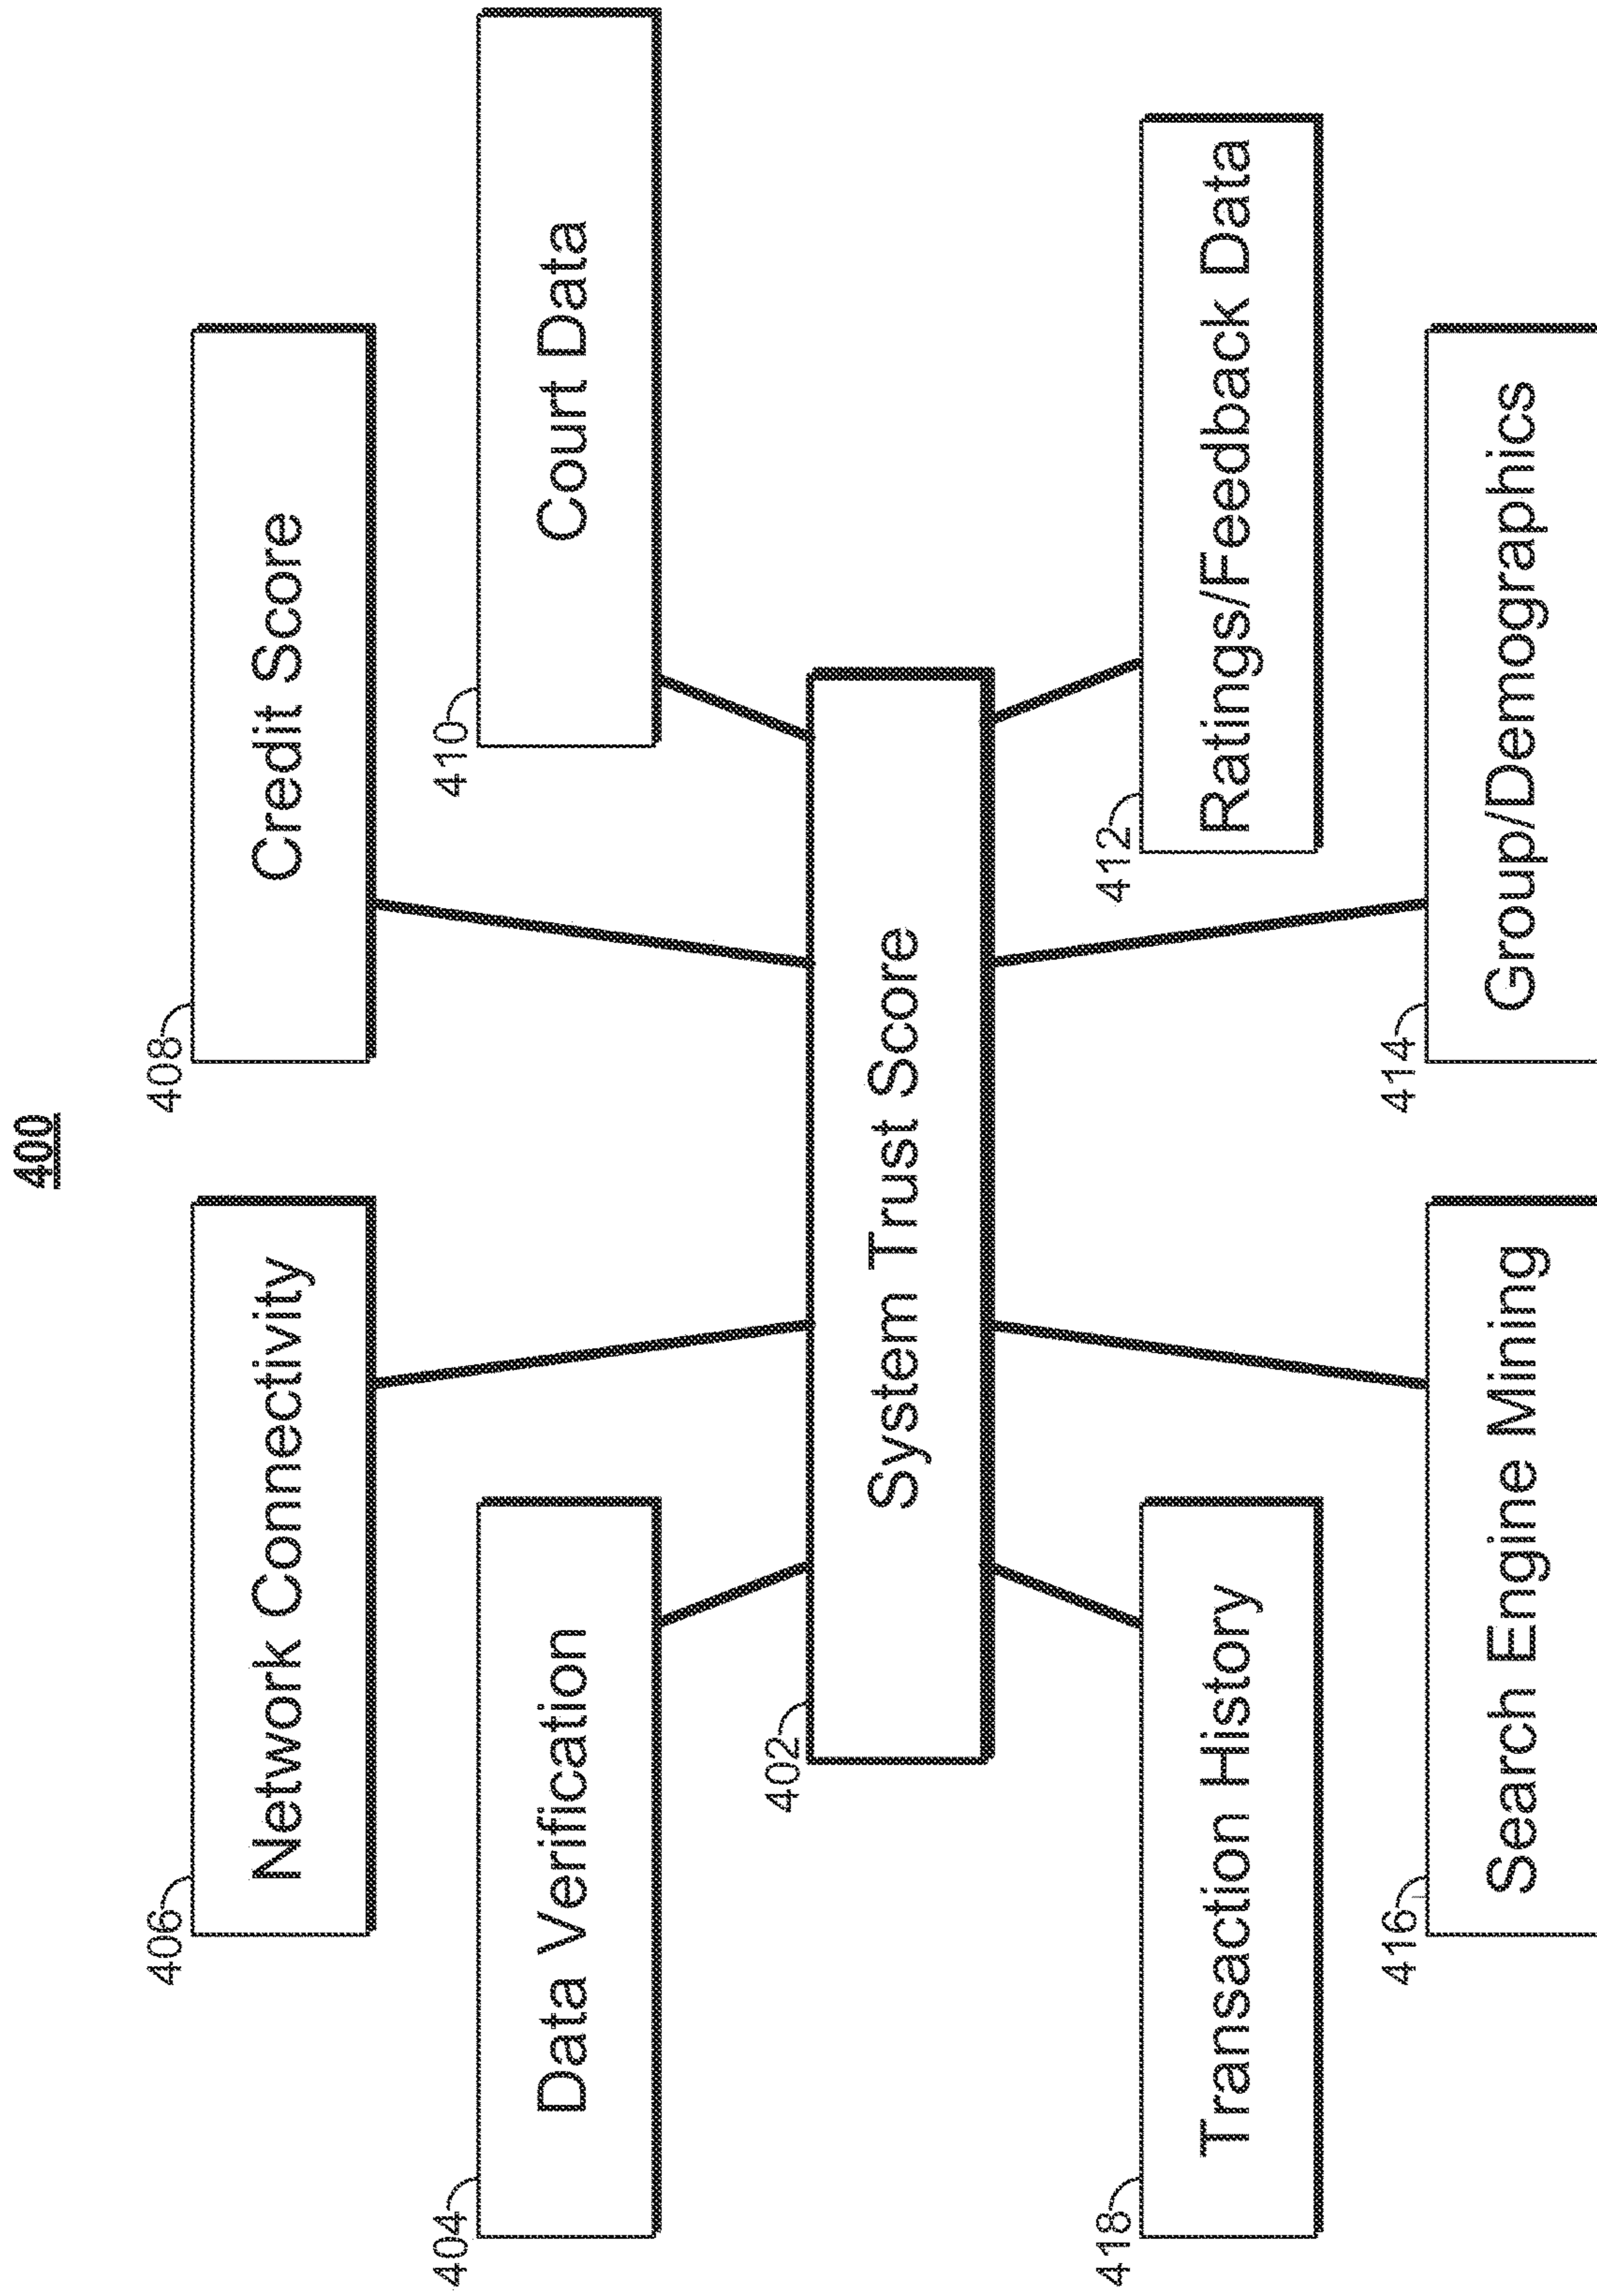 400
406
Network Connectivity
408
Credit Score
404
Data Verification
410
Court Data
402
System Trust Score
418
Transaction History
412
Ratings/Feedback Data
416
Search Engine Mining
414
Group/Demographics